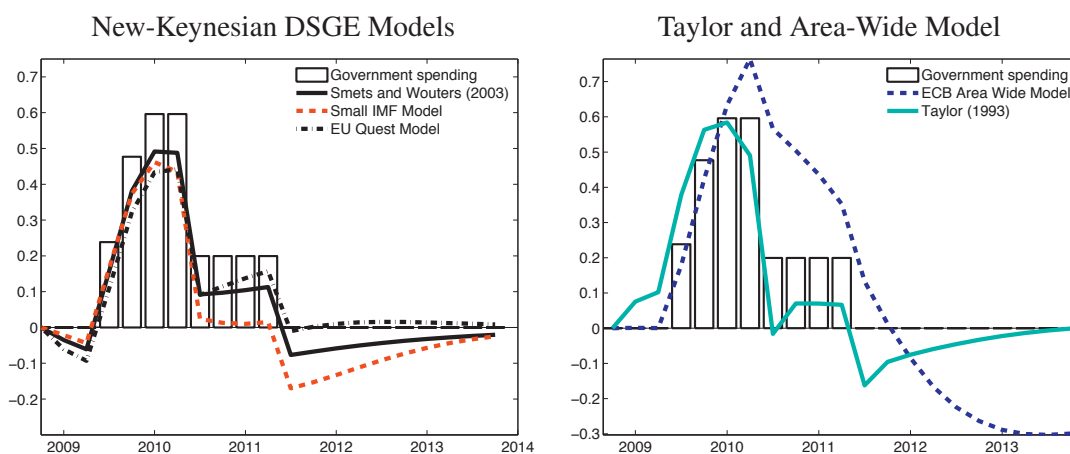 New-Keynesian DSGE Models
0.7
0.6
0.5
0.4
0.3
0.2
0.1
0
−0.1
−0.2
Government spending
Smets and Wouters (2003)
Small IMF Model
EU Quest Model
2009 2010 2011 2012 2013 2014
Taylor and Area-Wide Model
0.7
0.6
0.5
0.4
0.3
0.2
0.1
0
−0.1
−0.2
−0.3
Government spending
ECB Area Wide Model
Taylor (1993)
2009 2010 2011 2012 2013